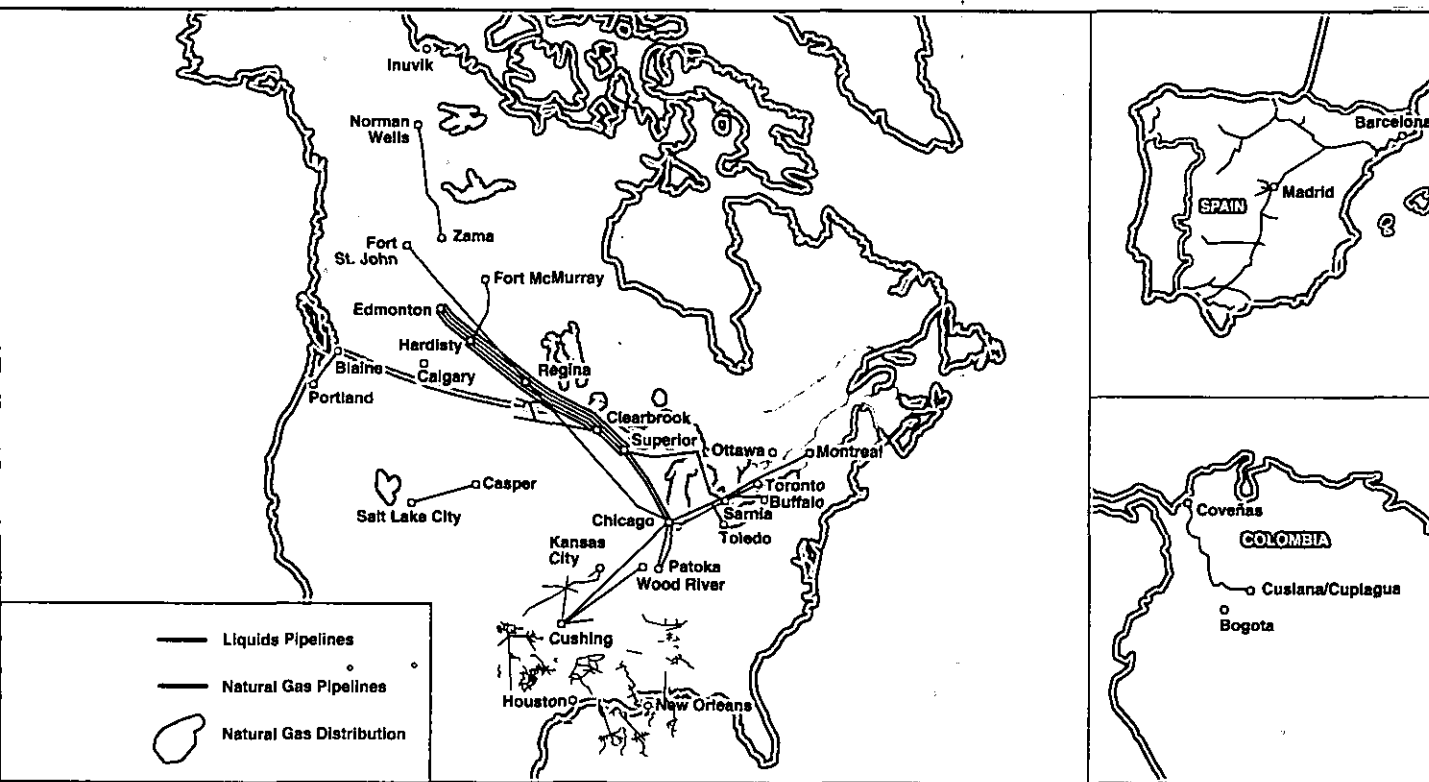 Inuvik
Norman
Wells
Zama
Fort
St. John
Fort McMurray
Edmonton
Hardisty
Regina
Blaine
Calgary
Portland
Clearbrook
Superior
Ottawa
Montreal
Casper
Salt Lake City
Toronto
Buffalo
Sarnia
Toledo
Chicago
Kansas
City
Patoka
Wood River
Cushing
Houston
New Orleans
Liquids Pipelines
Natural Gas Pipelines
Natural Gas Distribution
Barcelona
Madrid
SPAIN
Coveñas
COLOMBIA
Cusiana/Cupiagua
Bogota